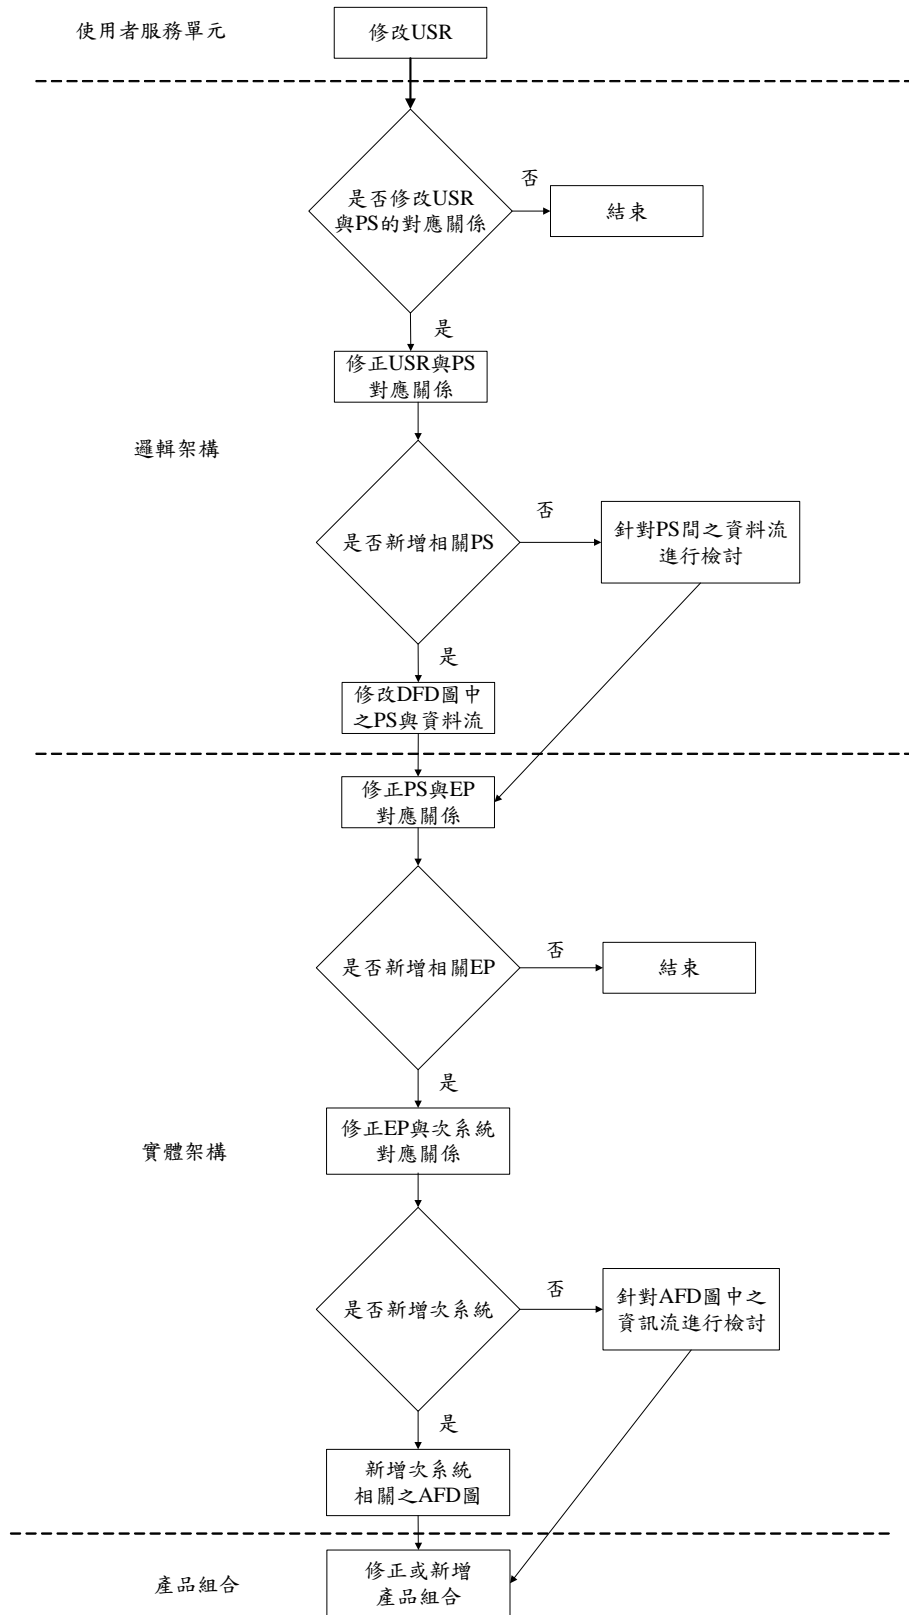 使用者服務單元
修改USR
是否修改USR
與PS的對應關係
否
結束
是
修正USR與PS
對應關係
邏輯架構
是否新增相關PS
否
針對PS間之資料流
進行檢討
是
修改DFD圖中
之PS與資料流
修正PS與EP
對應關係
是否新增相關EP
否
結束
是
修正EP與次系統
對應關係
實體架構
是否新增次系統
否
針對AFD圖中之
資訊流進行檢討
是
新增次系統
相關之AFD圖
產品組合
修正或新增
產品組合